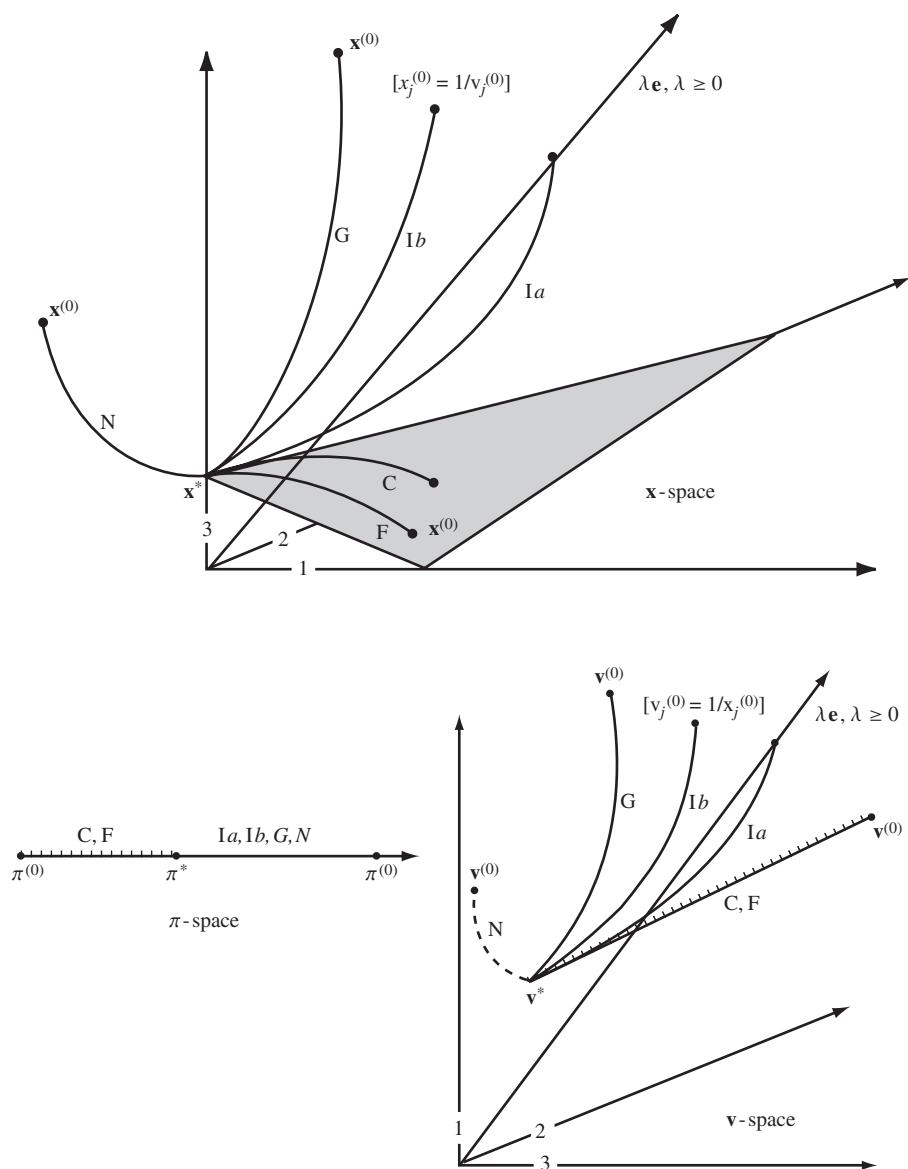 x(0)
[xj(0) = 1/vj(0)]
λe, λ ≥ 0
G
Ib
Ia
x(0)
N
C
x*
x-space
3
2
F
x(0)
1
v(0)
[vj(0) = 1/xj(0)]
λe, λ ≥ 0
G
Ib
Ia
v(0)
C, F
Ia, Ib, G, N
π(0)
π*
π(0)
v(0)
C, F
π-space
N
v*
1
2
v-space
3